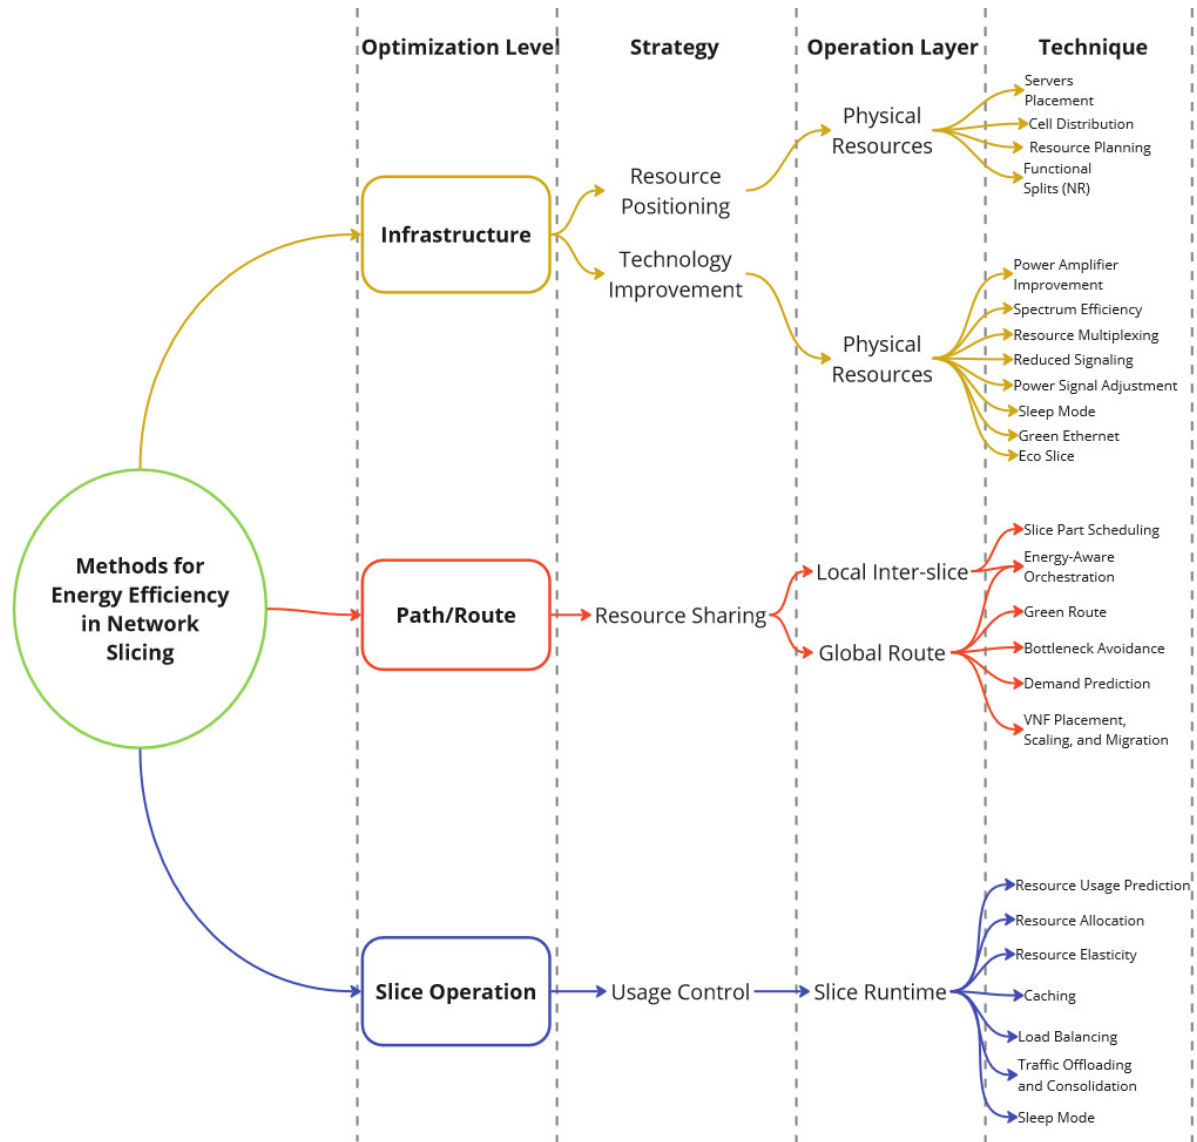 Optimization Level
Strategy
Operation Layer
Technique
Methods for
Energy Efficiency
in Network
Slicing
Infrastructure
Resource
Positioning
Technology
Improvement
Physical
Resources
Servers
Placement
Cell Distribution
Resource Planning
Functional
Splits (NR)
Physical
Resources
Power Amplifier
Improvement
Spectrum Efficiency
Resource Multiplexing
Reduced Signaling
Power Signal Adjustment
Sleep Mode
Green Ethernet
Eco Slice
Path/Route
Resource Sharing
Local Inter-slice
Global Route
Slice Part Scheduling
Energy-Aware
Orchestration
Green Route
Bottleneck Avoidance
Demand Prediction
VNF Placement,
Scaling, and Migration
Slice Operation
Usage Control
Slice Runtime
Resource Usage Prediction
Resource Allocation
Resource Elasticity
Caching
Load Balancing
Traffic Offloading
and Consolidation
Sleep Mode